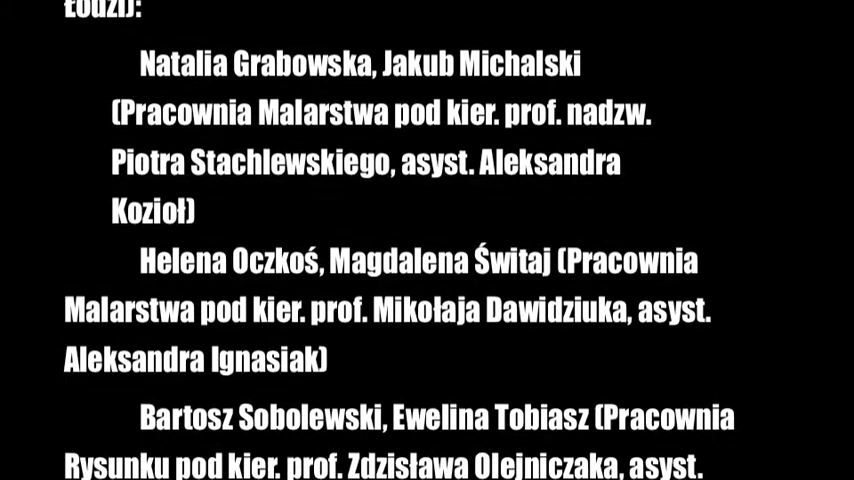 Łodzi):
Natalia Grabowska, Jakub Michalski
(Pracownia Malarstwa pod kier. prof. nadzw.
Piotra Stachlewskiego, asyst. Aleksandra
Kozioł)
Helena Oczkoś, Magdalena Świtaj (Pracownia
Malarstwa pod kier. prof. Mikołaja Dawidziuka, asyst.
Aleksandra Ignasiak)
Bartosz Sobolewski, Ewelina Tobiasz (Pracownia
Rysunku pod kier. prof. Zdzisława Olejniczaka, asyst.